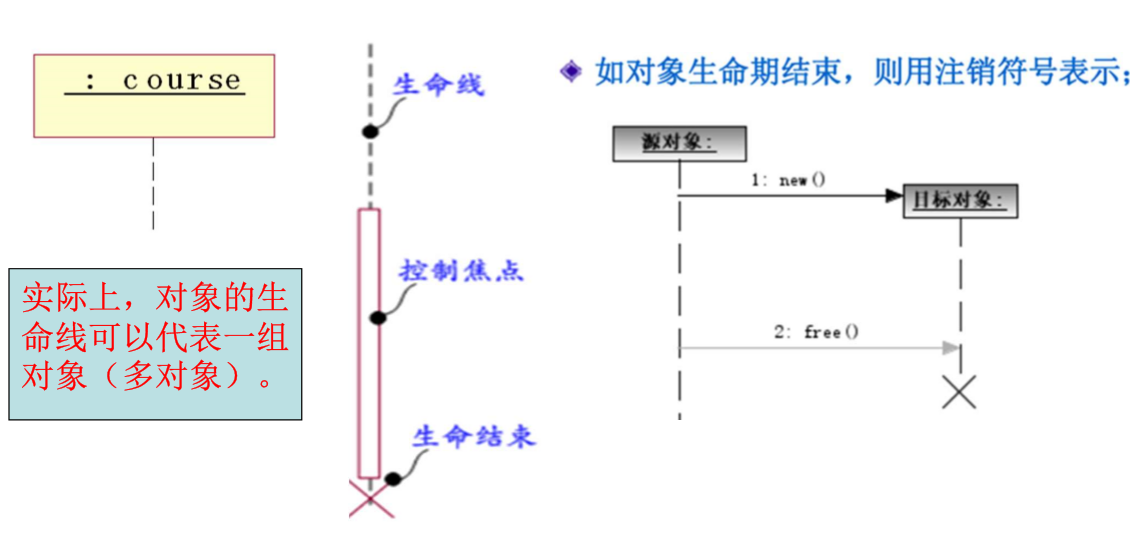 : course
实际上，对象的生
命线可以代表一组
对象（多对象）。
生命线
控制焦点
生命结束
如对象生命期结束，则用注销符号表示；
源对象:
1: new()
目标对象:
2: free()